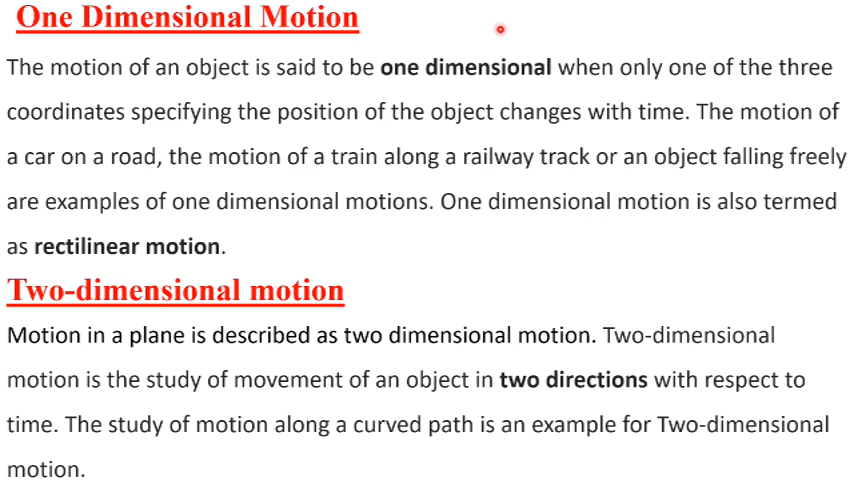 One Dimensional Motion
The motion of an object is said to be one dimensional when only one of the three
coordinates specifying the position of the object changes with time. The motion of
a car on a road, the motion of a train along a railway track or an object falling freely
are examples of one dimensional motions. One dimensional motion is also termed
as rectilinear motion.
Two-dimensional motion
Motion in a plane is described as two dimensional motion. Two-dimensional
motion is the study of movement of an object in two directions with respect to
time. The study of motion along a curved path is an example for Two-dimensional
motion.